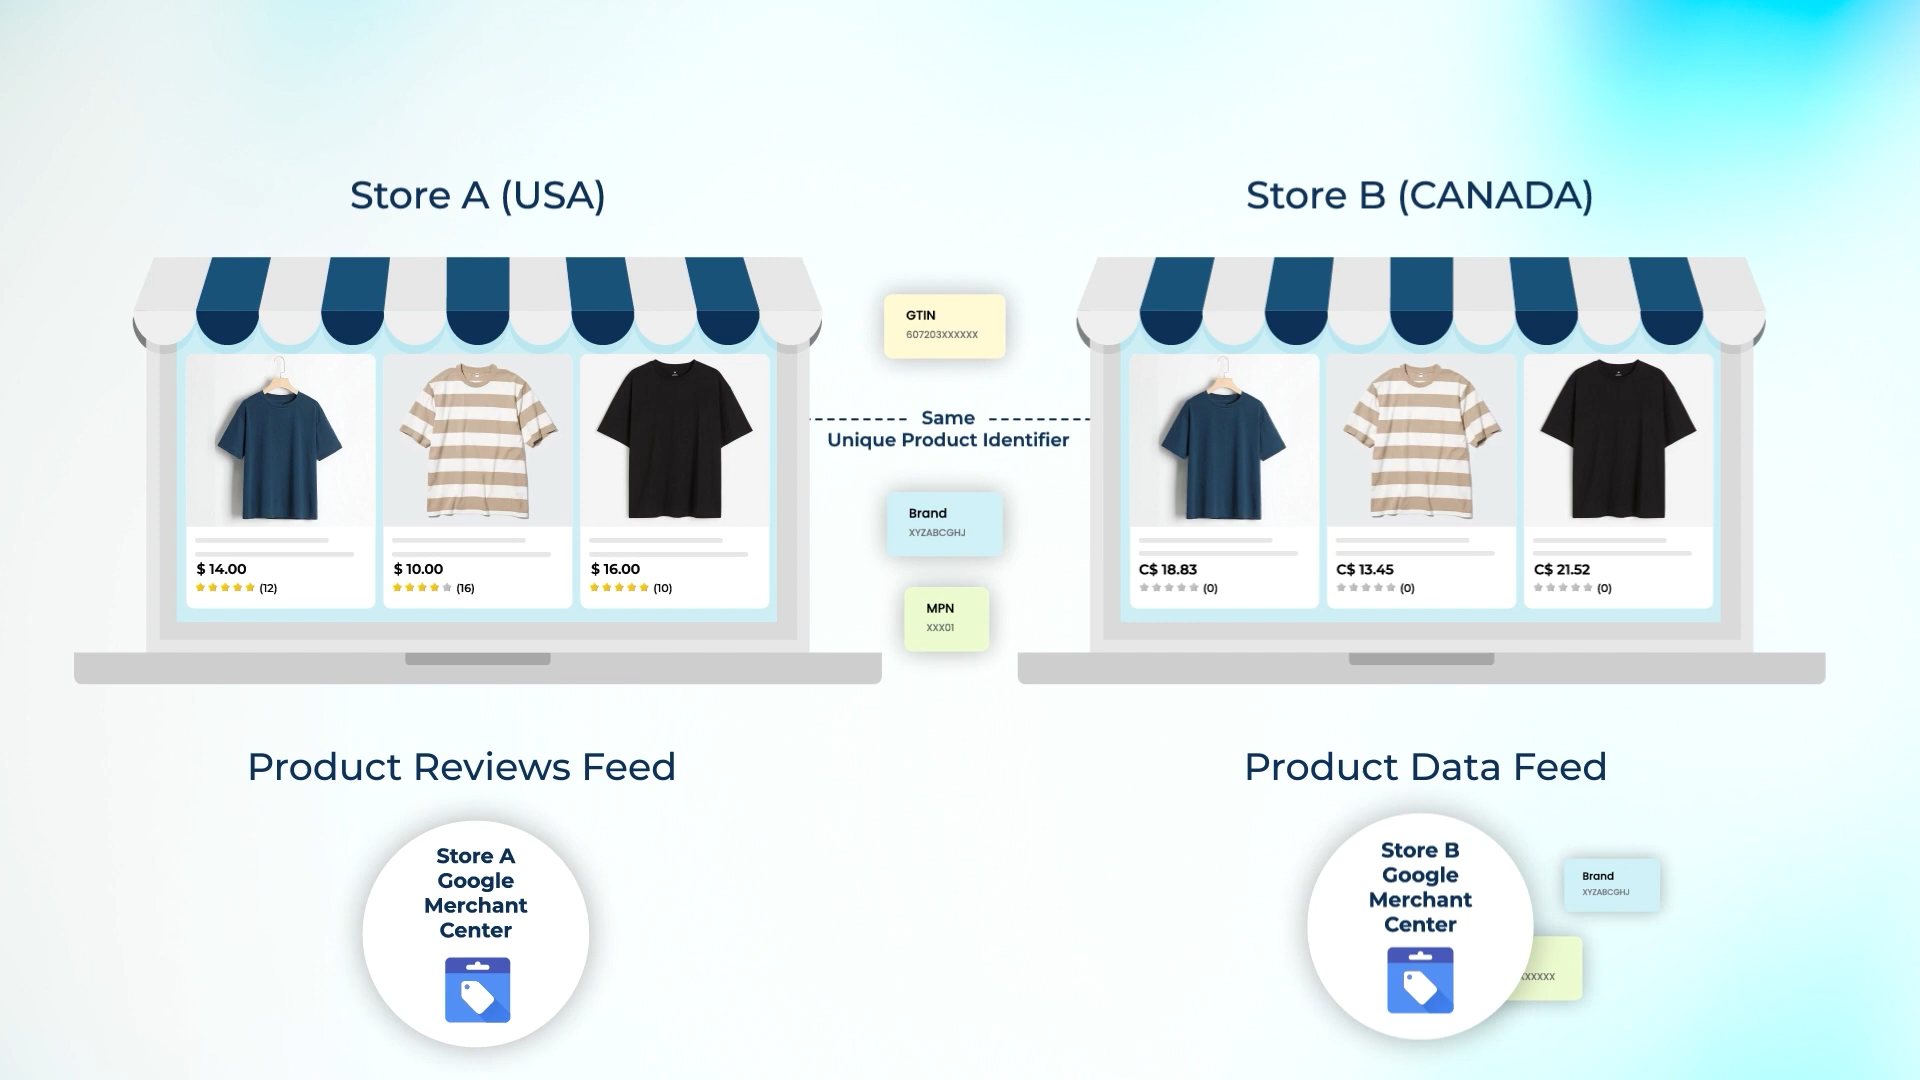 Store A (USA)
Store B (CANADA)
GTIN
607203XXXXXX
Same
Unique Product Identifier
Brand
XYZABCGHJ
MPN
XXX01
$ 14.00
(12)
$ 10.00
(16)
$ 16.00
(10)
C$ 18.83
(0)
C$ 13.45
(0)
C$ 21.52
(0)
Product Reviews Feed
Store A
Google
Merchant
Center
Product Data Feed
Store B
Google
Merchant
Center
Brand
XYZABCGHJ